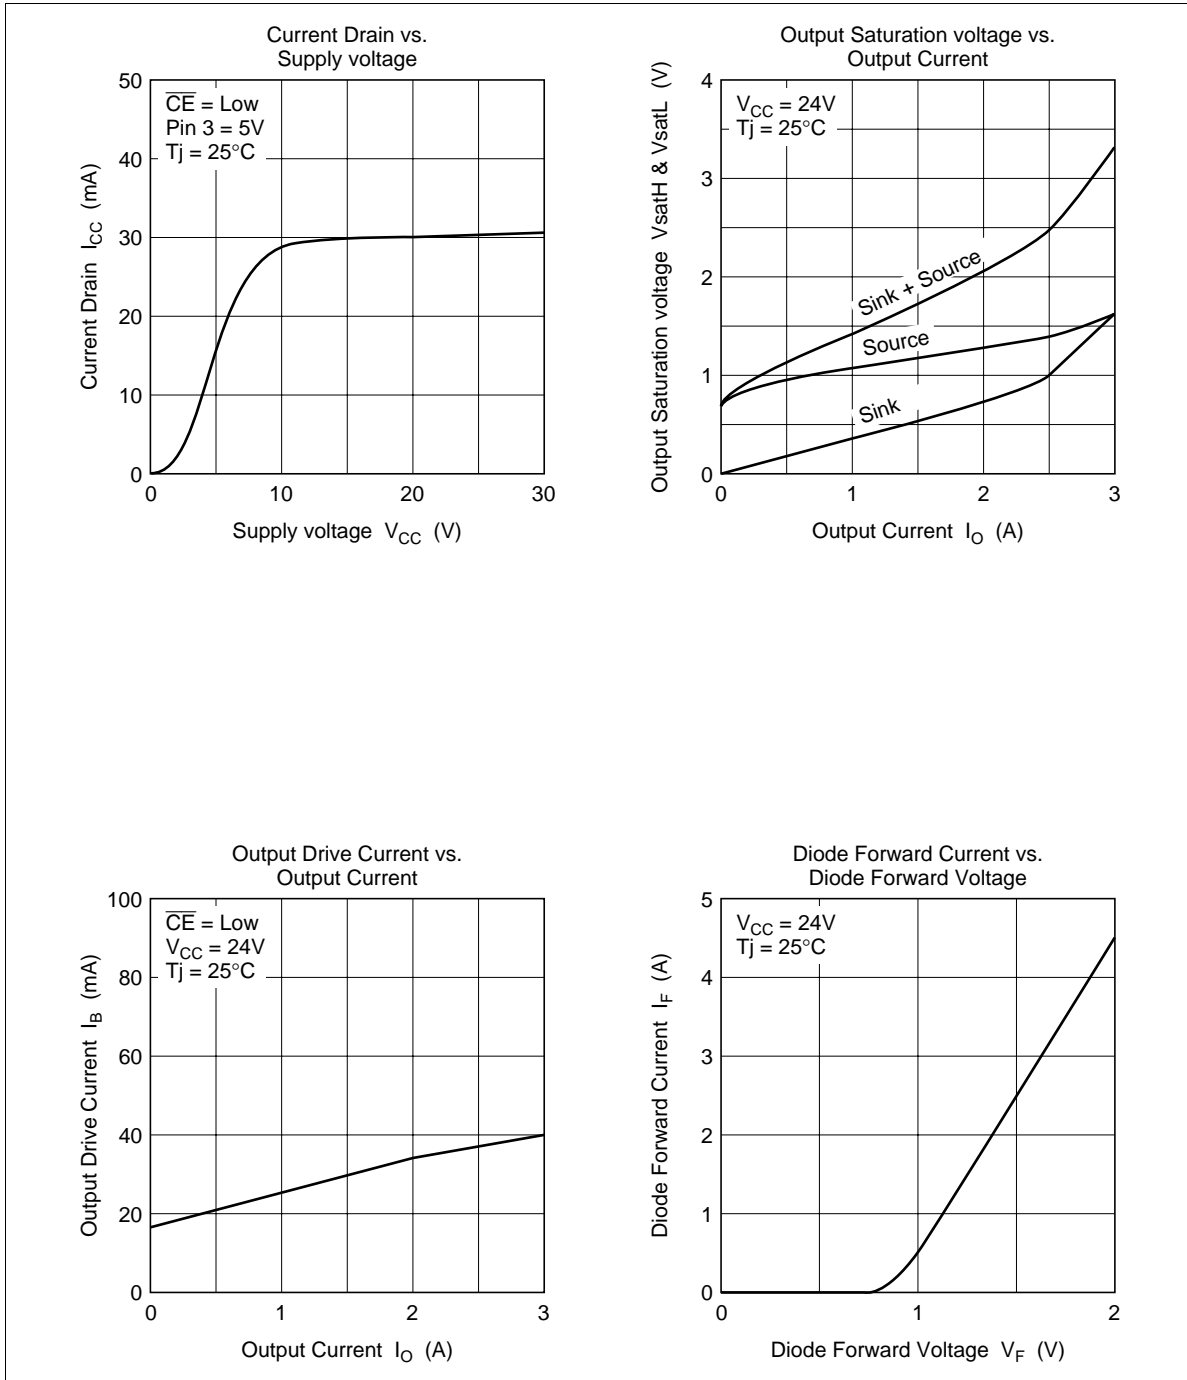 Current Drain vs.
Supply voltage
50
40
30
20
10
0
CE = Low
Pin 3 = 5V
Tj = 25°C
Current Drain ICC (mA)
0 10 20 30
Supply voltage VCC (V)
Output Saturation voltage vs.
Output Current
4
3
2
1
0
VCC = 24V
Tj = 25°C
Sink + Source
Source
Sink
Output Saturation voltage VsatH & VsatL (V)
0 1 2 3
Output Current IO (A)
Output Drive Current vs.
Output Current
100
80
60
40
20
0
CE = Low
VCC = 24V
Tj = 25°C
Output Drive Current IB (mA)
0 1 2 3
Output Current IO (A)
Diode Forward Current vs.
Diode Forward Voltage
5
4
3
2
1
0
VCC = 24V
Tj = 25°C
Diode Forward Current IF (A)
0 1 2
Diode Forward Voltage VF (V)